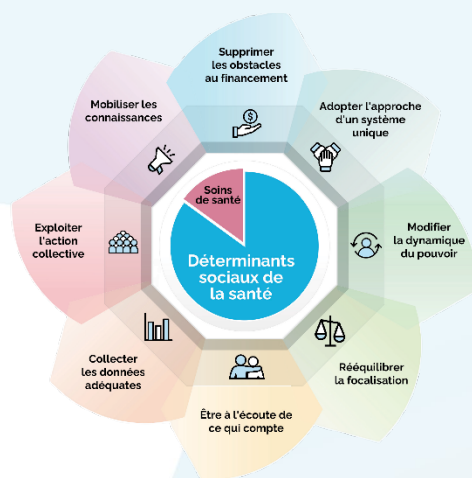 Supprimer
les obstacles
au financement
Adopter l'approche
d'un système
unique
Modifier
la dynamique
du pouvoir
Rééquilibrer
la focalisation
Être à l'écoute de
ce qui compte
Collecter
les données
adéquates
Exploiter
l'action
collective
Mobiliser les
connaissances
Soins
de santé
Déterminants
sociaux de
la santé